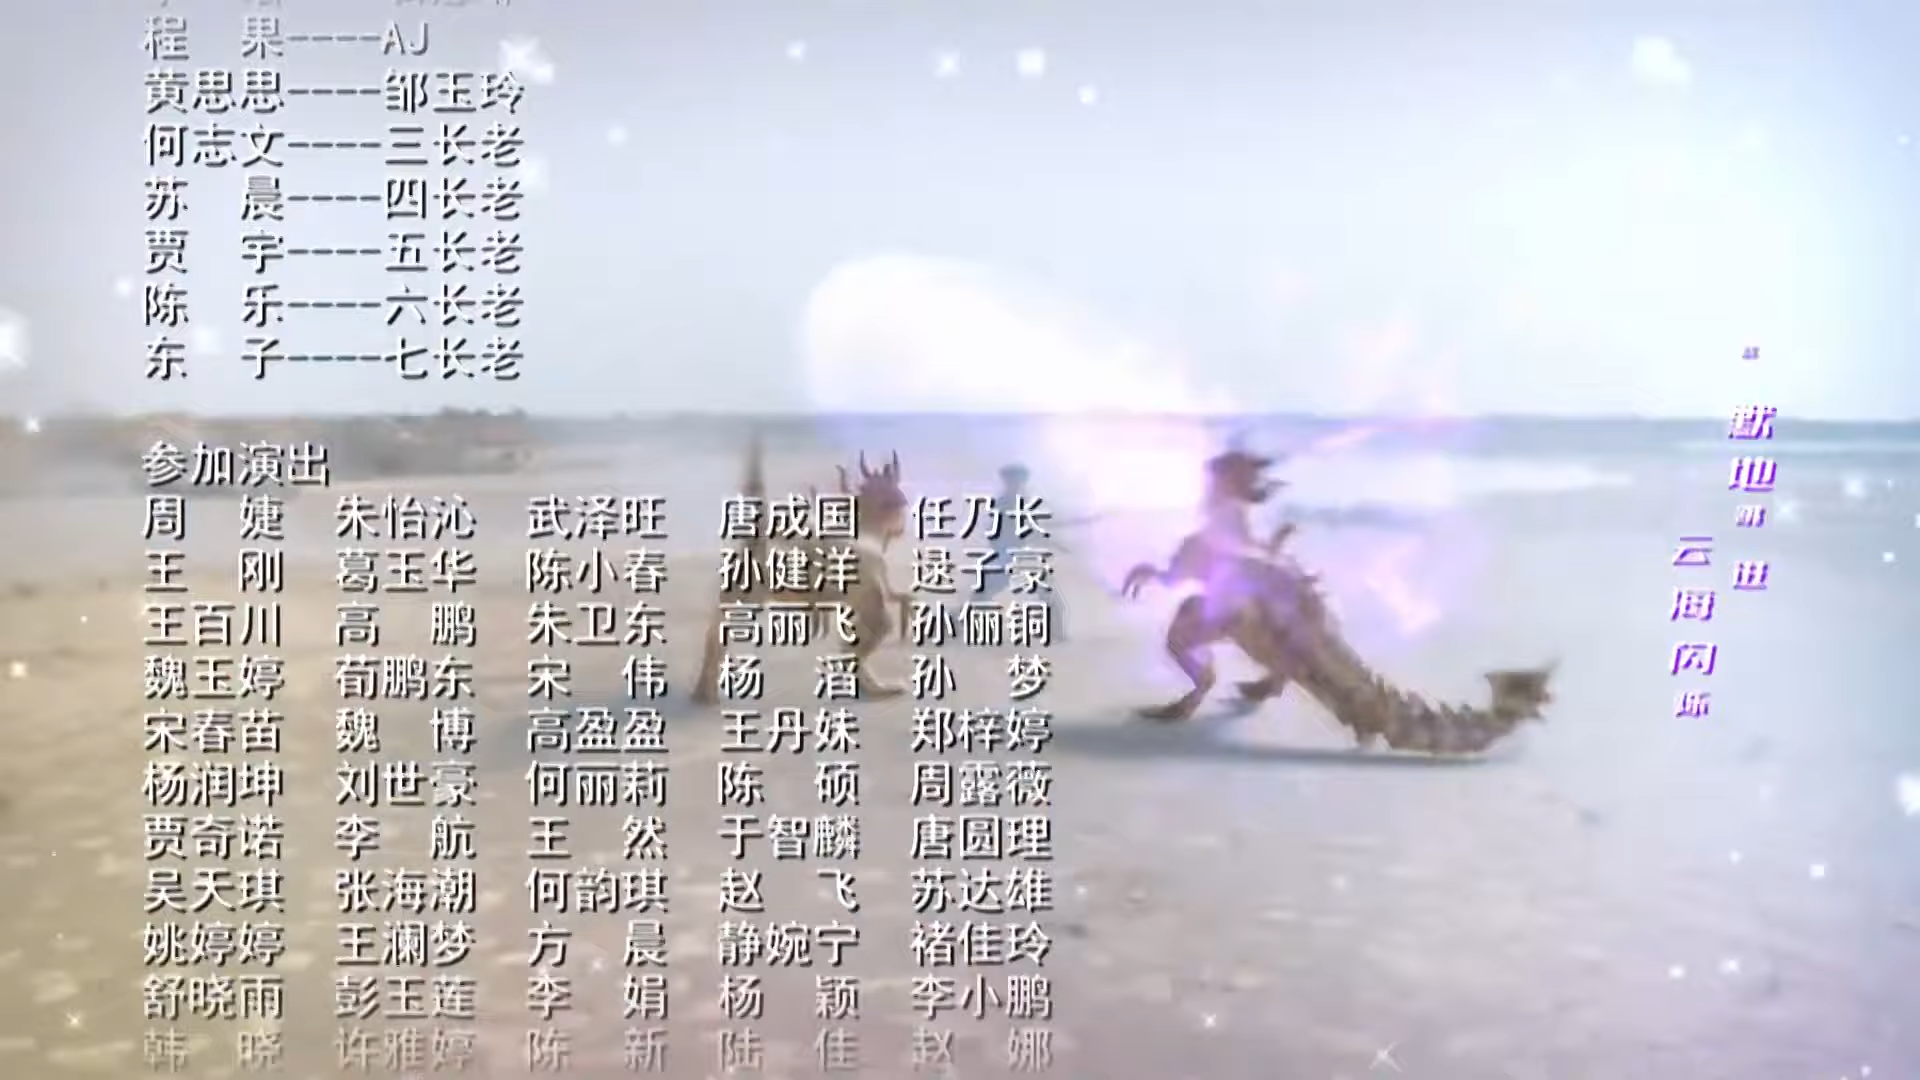 程 果----AJ
黄思思----邹玉玲
何志文----三长老
苏 晨----四长老
贾 宇----五长老
陈 乐----六长老
东 子----七长老
参加演出
周 婕 朱怡沁 武泽旺 唐成国 任乃长
王 刚 葛玉华 陈小春 孙健洋 逯子豪
王百川 高 鹏 朱卫东 高丽飞 孙俪铜
魏玉婷 荀鹏东 宋 伟 杨 滔 孙 梦
宋春苗 魏 博 高盈盈 王丹妹 郑梓婷
杨润坤 刘世豪 何丽莉 陈 硕 周露薇
贾奇诺 李 航 王 然 于智麟 唐圆理
吴天琪 张海潮 何韵琪 赵 飞 苏达雄
姚婷婷 王澜梦 方 晨 静婉宁 褚佳玲
舒晓雨 彭玉莲 李 娟 杨 颖 李小鹏
韩 晓 许雅婷 陈 新 陆 佳 赵 娜
默地 进
云海闪烁